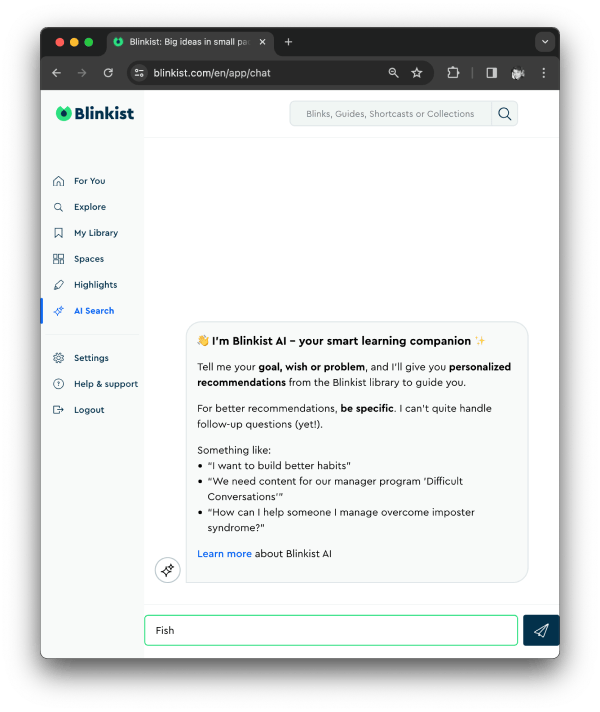 Blinkist: Big ideas in small pa
blinkist.com/en/app/chat
Blinkist
Blinks, Guides, Shortcasts or Collections
For You
Explore
My Library
Spaces
Highlights
AI Search
Settings
Help & support
Logout
👋 I'm Blinkist AI – your smart learning companion ✨
Tell me your goal, wish or problem, and I'll give you personalized
recommendations from the Blinkist library to guide you.
For better recommendations, be specific. I can't quite handle
follow-up questions (yet!).
Something like:
• "I want to build better habits"
• "We need content for our manager program 'Difficult
Conversations'"
• "How can I help someone I manage overcome imposter
syndrome?"
Learn more about Blinkist AI
Fish